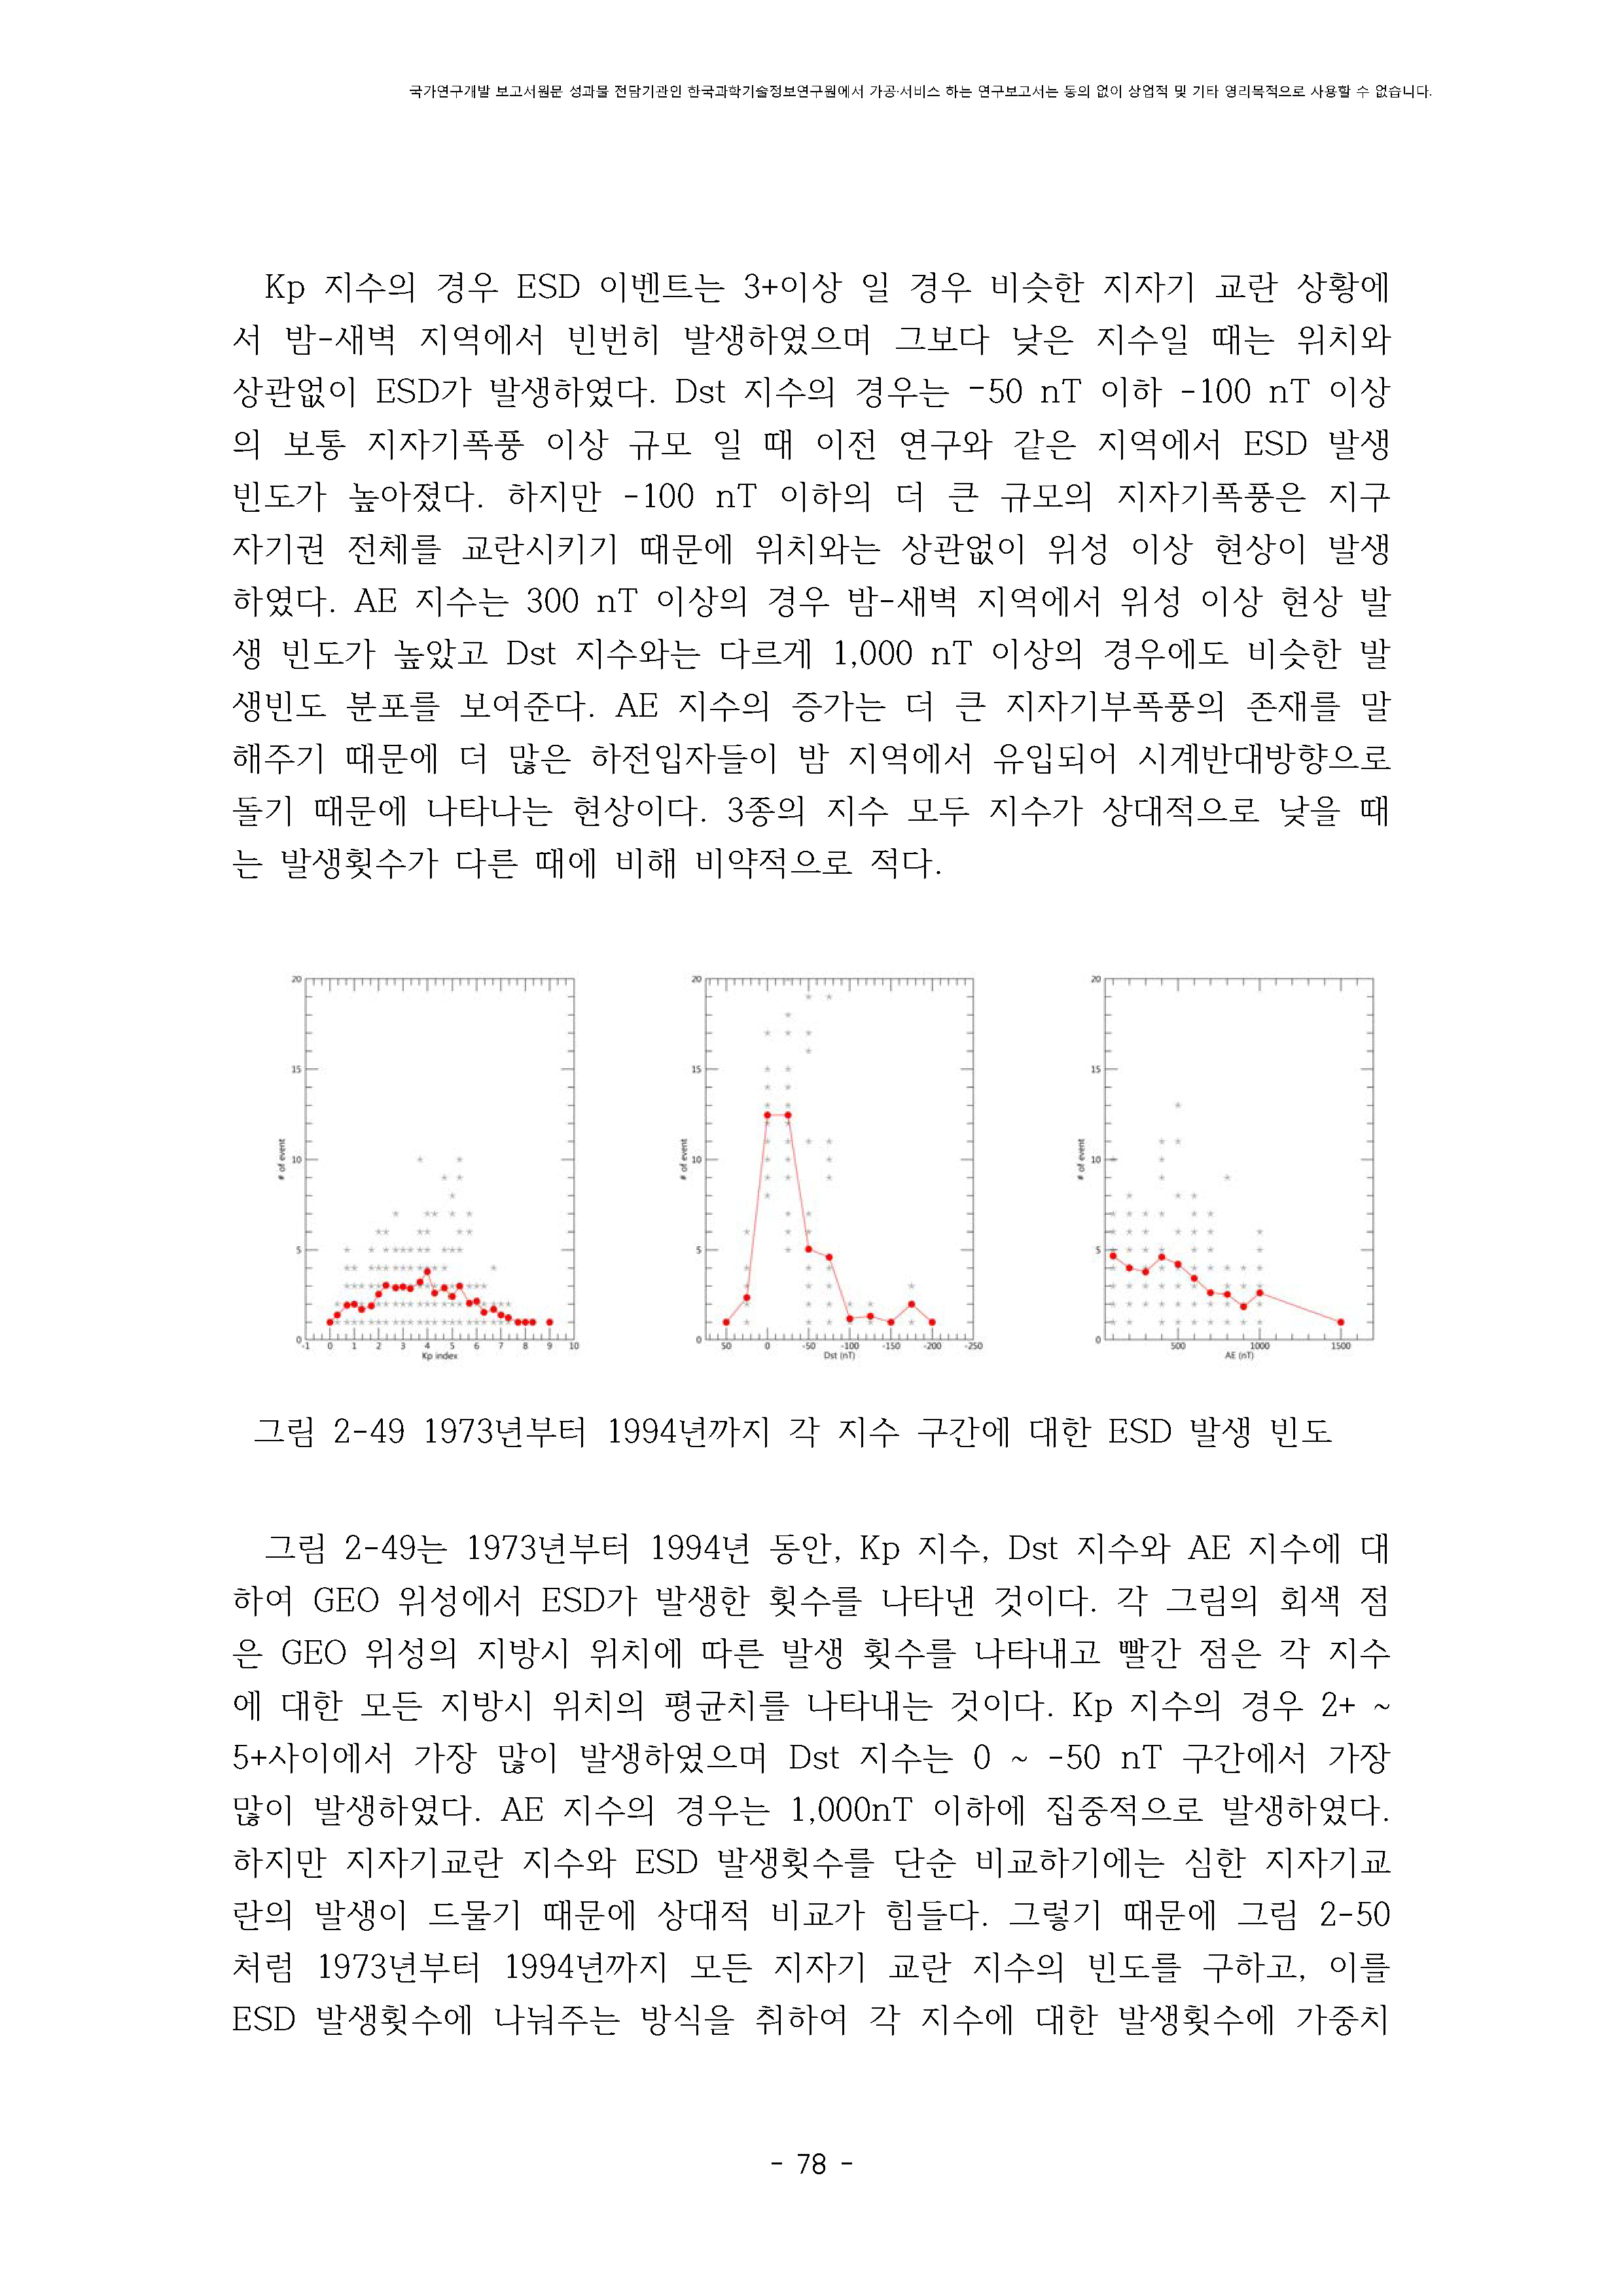 국가연구개발 보고서원문 성과물 전담기관인 한국과학기술정보연구원에서 가공·서비스 하는 연구보고서는 동의 없이 상업적 및 기타 영리목적으로 사용할 수 없습니다.
Kp 지수의 경우 ESD 이벤트는 3+이상 일 경우 비슷한 지자기 교란 상황에
서 밤-새벽 지역에서 빈번히 발생하였으며 그보다 낮은 지수일 때는 위치와
상관없이 ESD가 발생하였다. Dst 지수의 경우는 -50 nT 이하 -100 nT 이상
의 보통 지자기폭풍 이상 규모 일 때 이전 연구와 같은 지역에서 ESD 발생
빈도가 높아졌다. 하지만 -100 nT 이하의 더 큰 규모의 지자기폭풍은 지구
자기권 전체를 교란시키기 때문에 위치와는 상관없이 위성 이상 현상이 발생
하였다. AE 지수는 300 nT 이상의 경우 밤-새벽 지역에서 위성 이상 현상 발
생 빈도가 높았고 Dst 지수와는 다르게 1,000 nT 이상의 경우에도 비슷한 발
생빈도 분포를 보여준다. AE 지수의 증가는 더 큰 지자기부폭풍의 존재를 말
해주기 때문에 더 많은 하전입자들이 밤 지역에서 유입되어 시계반대방향으로
돌기 때문에 나타나는 현상이다. 3종의 지수 모두 지수가 상대적으로 낮을 때
는 발생횟수가 다른 때에 비해 비약적으로 적다.
20
15
10
5
0
# of event
-1 0 1 2 3 4 5 6 7 8 9 10
Kp index
20
15
10
5
0
# of event
50 0 -50 -100 -150 -200 -250
Dst (nT)
20
15
10
5
0
# of event
500 1000 1500
AE (nT)
그림 2-49 1973년부터 1994년까지 각 지수 구간에 대한 ESD 발생 빈도
그림 2-49는 1973년부터 1994년 동안, Kp 지수, Dst 지수와 AE 지수에 대
하여 GEO 위성에서 ESD가 발생한 횟수를 나타낸 것이다. 각 그림의 회색 점
은 GEO 위성의 지방시 위치에 따른 발생 횟수를 나타내고 빨간 점은 각 지수
에 대한 모든 지방시 위치의 평균치를 나타내는 것이다. Kp 지수의 경우 2+ ~
5+사이에서 가장 많이 발생하였으며 Dst 지수는 0 ~ -50 nT 구간에서 가장
많이 발생하였다. AE 지수의 경우는 1,000nT 이하에 집중적으로 발생하였다.
하지만 지자기교란 지수와 ESD 발생횟수를 단순 비교하기에는 심한 지자기교
란의 발생이 드물기 때문에 상대적 비교가 힘들다. 그렇기 때문에 그림 2-50
처럼 1973년부터 1994년까지 모든 지자기 교란 지수의 빈도를 구하고, 이를
ESD 발생횟수에 나눠주는 방식을 취하여 각 지수에 대한 발생횟수에 가중치
- 78 -